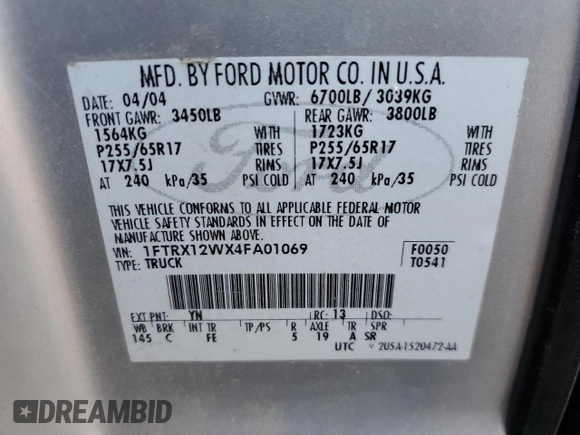 MFD. BY FORD MOTOR CO. IN U.S.A.
DATE: 04/04 GVWR: 6700LB/ 3039KG
FRONT GAWR: 3450LB REAR GAWR: 3800LB
1564KG WITH 1723KG WITH
P255/65R17 TIRES P255/65R17 TIRES
17X7.5J RIMS 17X7.5J RIMS
AT 240 kPa/35 PSI COLD AT 240 kPa/35 PSI COLD
THIS VEHICLE CONFORMS TO ALL APPLICABLE FEDERAL MOTOR
VEHICLE SAFETY STANDARDS IN EFFECT ON THE DATE OF
MANUFACTURE SHOWN ABOVE.
VIN: 1FTRX12WX4FA01069 F0050
TYPE: TRUCK T0541
EXT PNT: YN RC: 13 DSO:
WB BRK INT TR TP/PS R AXLE TR SPR
145 C FE 5 19 A SR
UTC 2U5A-1520472-AA
Ford
DREAMBID